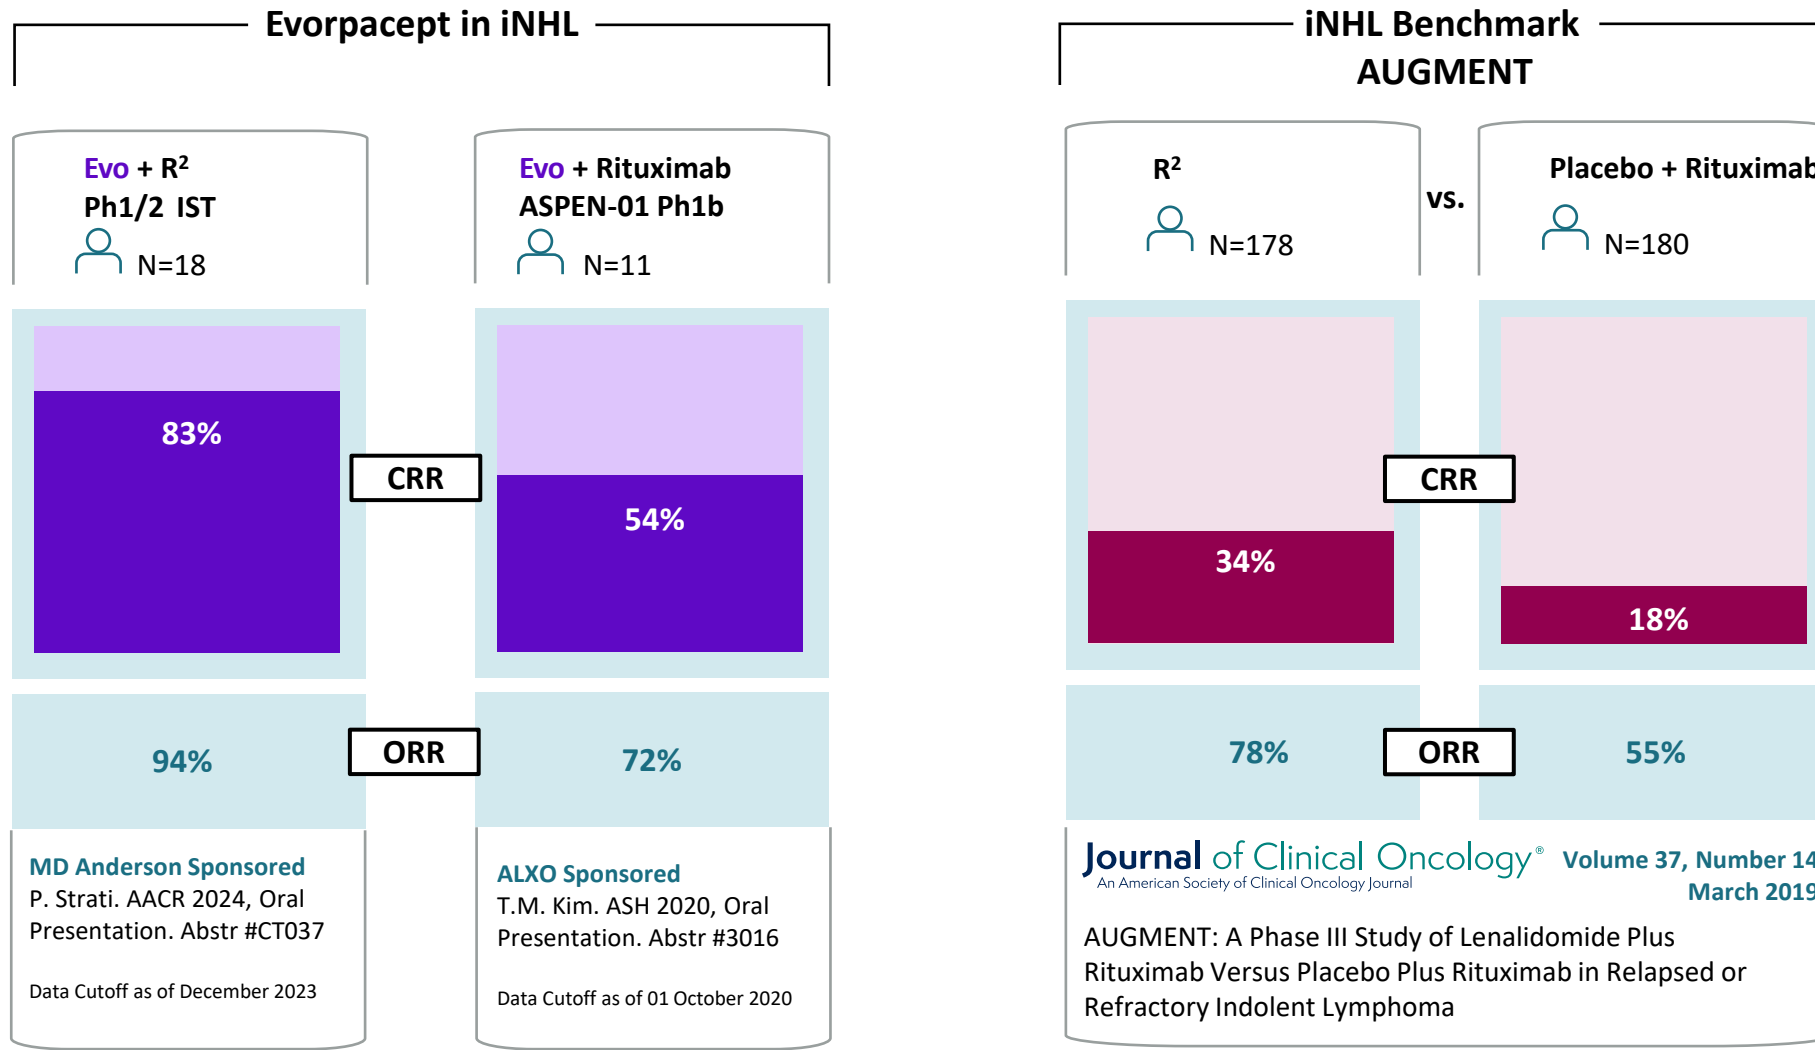 Evorpacept in iNHL
Evo + R²
Ph1/2 IST
N=18
Evo + Rituximab
ASPEN-01 Ph1b
N=11
83%
CRR
54%
94%
ORR
72%
MD Anderson Sponsored
P. Strati. AACR 2024, Oral
Presentation. Abstr #CT037
Data Cutoff as of December 2023
ALXO Sponsored
T.M. Kim. ASH 2020, Oral
Presentation. Abstr #3016
Data Cutoff as of 01 October 2020
iNHL Benchmark
AUGMENT
R²
N=178
vs.
Placebo + Rituximab
N=180
34%
CRR
18%
78%
ORR
55%
Journal of Clinical Oncology®
An American Society of Clinical Oncology Journal
Volume 37, Number 14
March 2019
AUGMENT: A Phase III Study of Lenalidomide Plus
Rituximab Versus Placebo Plus Rituximab in Relapsed or
Refractory Indolent Lymphoma